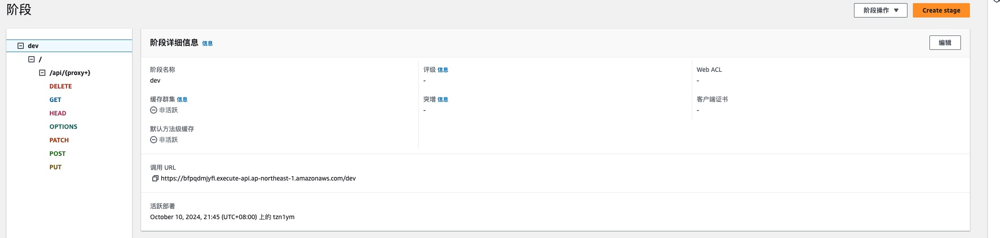 阶段
阶段操作
Create stage
dev
/
/api/{proxy+}
DELETE
GET
HEAD
OPTIONS
PATCH
POST
PUT
阶段详细信息 信息
编辑
阶段名称
dev
缓存群集 信息
非活跃
默认方法级缓存
非活跃
评级 信息
-
突增 信息
-
Web ACL
-
客户端证书
-
调用 URL
https://bfpqdmjyfi.execute-api.ap-northeast-1.amazonaws.com/dev
活跃部署
October 10, 2024, 21:45 (UTC+08:00) 上的 tzn1ym